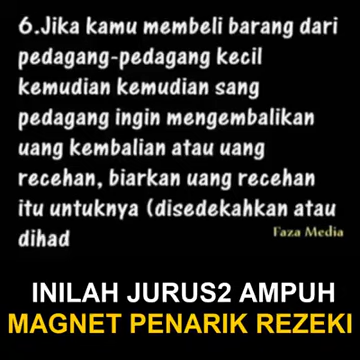 6.Jika kamu membeli barang dari
pedagang-pedagang kecil
kemudian kemudian sang
pedagang ingin mengembalikan
uang kembalian atau uang
recehan, biarkan uang recehan
itu untuknya (disedekahkan atau
dihad
Faza Media
INILAH JURUS2 AMPUH
MAGNET PENARIK REZEKI